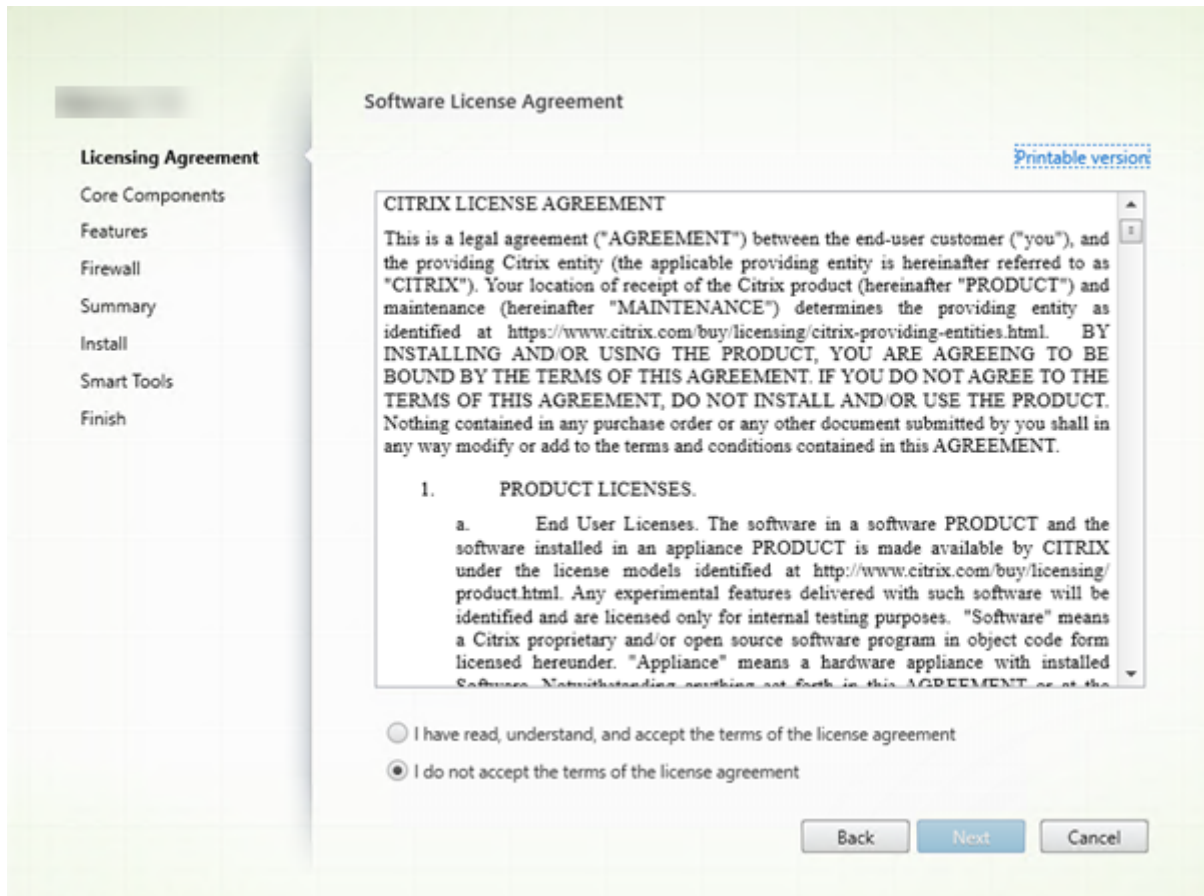 Software License Agreement
Licensing Agreement
Core Components
Features
Firewall
Summary
Install
Smart Tools
Finish
Printable version
CITRIX LICENSE AGREEMENT
This is a legal agreement ("AGREEMENT") between the end-user customer ("you"), and
the providing Citrix entity (the applicable providing entity is hereinafter referred to as
"CITRIX"). Your location of receipt of the Citrix product (hereinafter "PRODUCT") and
maintenance (hereinafter "MAINTENANCE") determines the providing entity as
identified at https://www.citrix.com/buy/licensing/citrix-providing-entities.html. BY
INSTALLING AND/OR USING THE PRODUCT, YOU ARE AGREEING TO BE
BOUND BY THE TERMS OF THIS AGREEMENT. IF YOU DO NOT AGREE TO THE
TERMS OF THIS AGREEMENT, DO NOT INSTALL AND/OR USE THE PRODUCT.
Nothing contained in any purchase order or any other document submitted by you shall in
any way modify or add to the terms and conditions contained in this AGREEMENT.
1. PRODUCT LICENSES.
a. End User Licenses. The software in a software PRODUCT and the
software installed in an appliance PRODUCT is made available by CITRIX
under the license models identified at http://www.citrix.com/buy/licensing/
product.html. Any experimental features delivered with such software will be
identified and are licensed only for internal testing purposes. "Software" means
a Citrix proprietary and/or open source software program in object code form
licensed hereunder. "Appliance" means a hardware appliance with installed
Software. Notwithstanding anything set forth in this AGREEMENT or at the
I have read, understand, and accept the terms of the license agreement
I do not accept the terms of the license agreement
Back
Next
Cancel